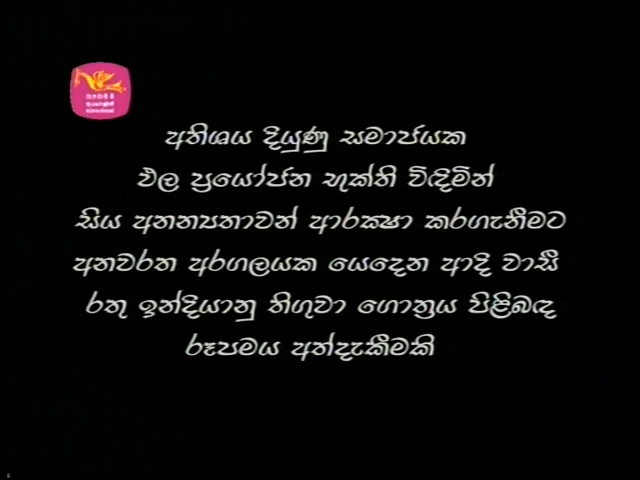 අතිශය දියුණු සමාජයක
ඵල ප්‍රයෝජන භුක්ති විඳිමින්
සිය අනන්‍යතාවන් ආරක්‍ෂා කරගැනීමට
අනවරත අරගලයක යෙදෙන ආදි වාසී
රතු ඉන්දියානු තිගුවා ගොත්‍රය පිළිබඳ
රූපමය අත්දැකීමකි